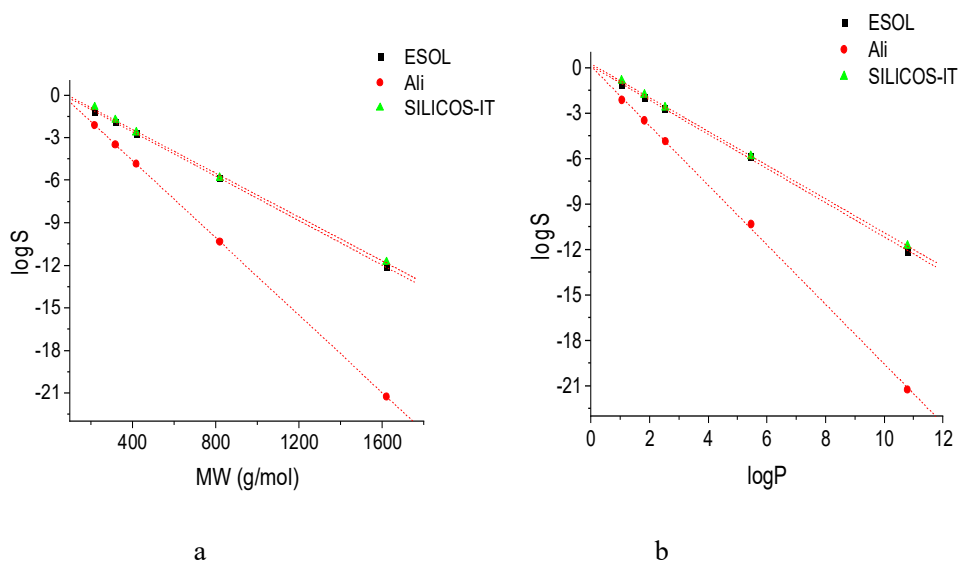 ESOL
Ali
SILICOS-IT
0
-3
-6
-9
-12
-15
-18
-21
logS
400
800
1200
1600
MW (g/mol)
a
ESOL
Ali
SILICOS-IT
0
-3
-6
-9
-12
-15
-18
-21
logS
0
2
4
6
8
10
12
logP
b